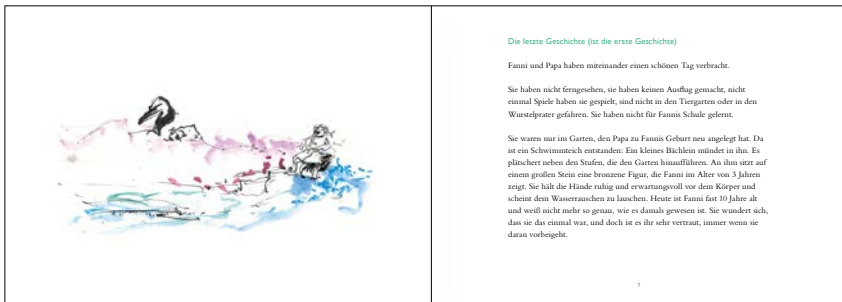 Die letzte Geschichte (ist die erste Geschichte)
Fanni und Papa haben miteinander einen schönen Tag verbracht.
Sie haben nicht ferngesehen, sie haben keinen Ausflug gemacht, nicht
einmal Spiele haben sie gespielt, sind nicht in den Tiergarten oder in den
Wurstelprater gefahren. Sie haben nicht für Fannis Schule gelernt.
Sie waren nur im Garten, den Papa zu Fannis Geburt neu angelegt hat. Da
ist ein Schwimmteich entstanden: Ein kleines Bächlein mündet in ihn. Es
plätschert neben den Stufen, die den Garten hinaufführen. An ihm sitzt auf
einem großen Stein eine bronzene Figur, die Fanni im Alter von 3 Jahren
zeigt. Sie hält die Hände ruhig und erwartungsvoll vor dem Körper und
scheint dem Wasserrauschen zu lauschen. Heute ist Fanni fast 10 Jahre alt
und weiß nicht mehr so genau, wie es damals gewesen ist. Sie wundert sich,
dass sie das einmal war, und doch ist es ihr sehr vertraut, immer wenn sie
daran vorbeigeht.
7